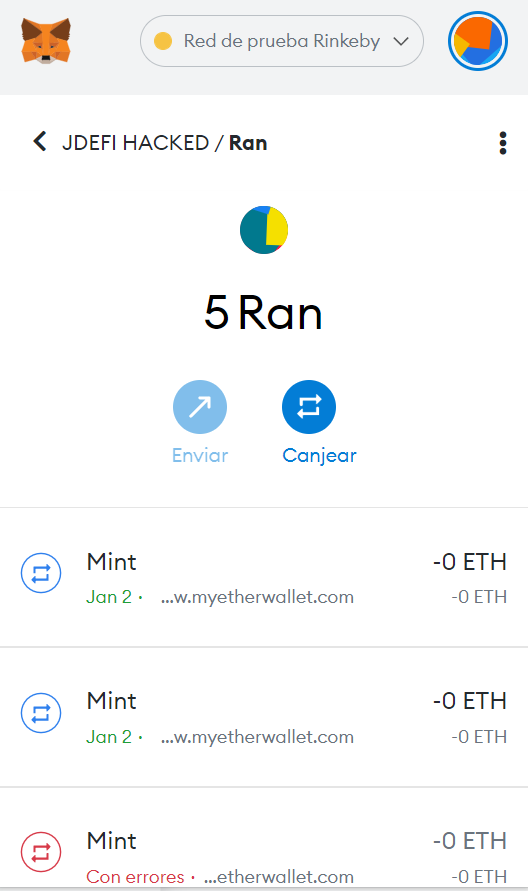 Red de prueba Rinkeby
JDEFI HACKED / Ran
5 Ran
Enviar
Canjear
Mint
-0 ETH
Jan 2 · ...w.myetherwallet.com
-0 ETH
Mint
-0 ETH
Jan 2 · ...w.myetherwallet.com
-0 ETH
Mint
-0 ETH
Con errores · ...etherwallet.com
-0 ETH